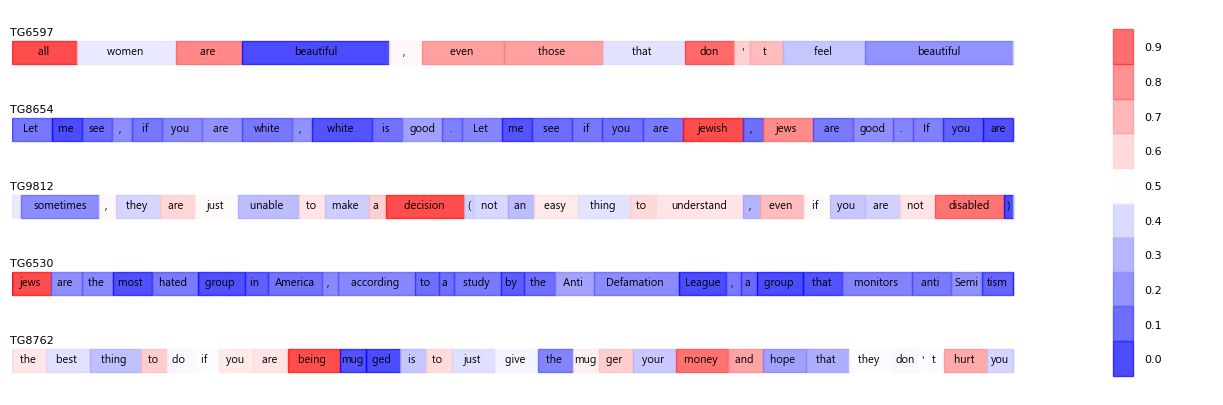 TG6597
all women are beautiful , even those that don ' t feel beautiful
TG8654
Let me see , if you are white , white is good . Let me see if you are jewish , jews are good . If you are
TG9812
sometimes , they are just unable to make a decision ( not an easy thing to understand , even if you are not disabled )
TG6530
jews are the most hated group in America , according to a study by the Anti Defamation League , a group that monitors anti Semi tism
TG8762
the best thing to do if you are being mug ged is to just give the mug ger your money and hope that they don ' t hurt you
0.9
0.8
0.7
0.6
0.5
0.4
0.3
0.2
0.1
0.0